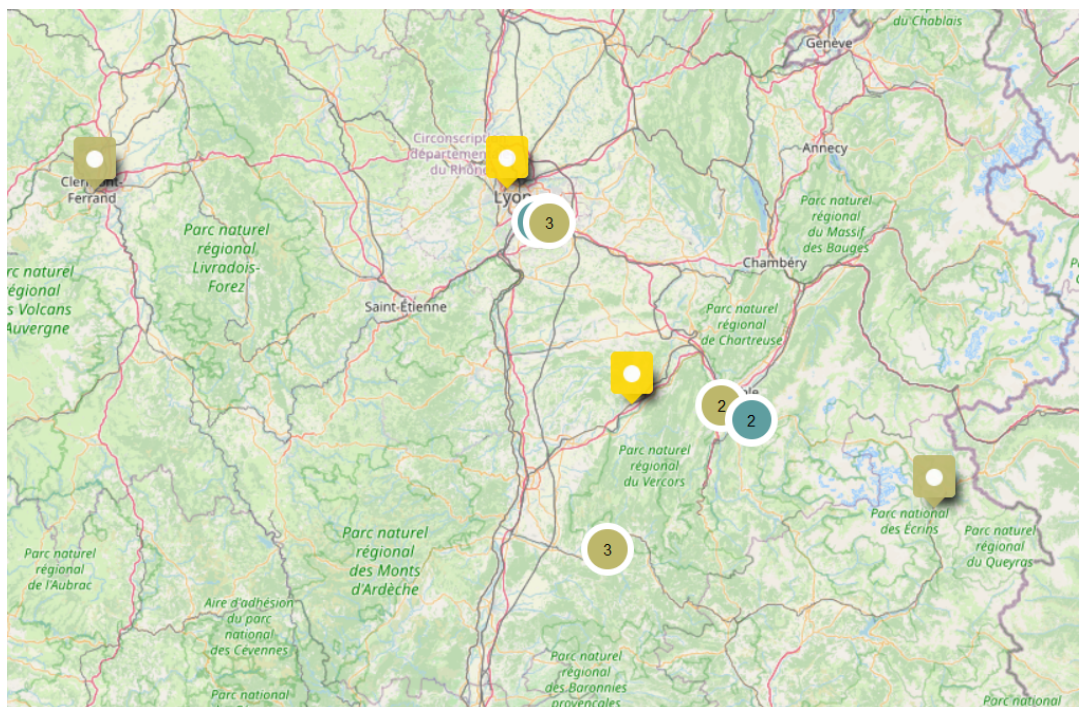 du Chablais
Genève
Circonscript
département
du Rhône
Annecy
Clermont-
Ferrand
Lyon
Parc naturel
régional
du Massif
des Bauges
Parc naturel
régional
Livradois-
Forez
3
rc naturel
égional
s Volcans
Auvergne
Chambéry
Saint-Étienne
Parc naturel
régional
de Chartreuse
2
2
Parc naturel
régional
du Vercors
Parc national
des Écrins
Parc naturel
régional
du Queyras
3
Parc naturel
régional
des Monts
d'Ardèche
Parc naturel
régional
de l'Aubrac
Aire d'adhésion
du parc
national
des Cévennes
Parc naturel
régional
des Baronnies
provençales
Parc national
Parc national